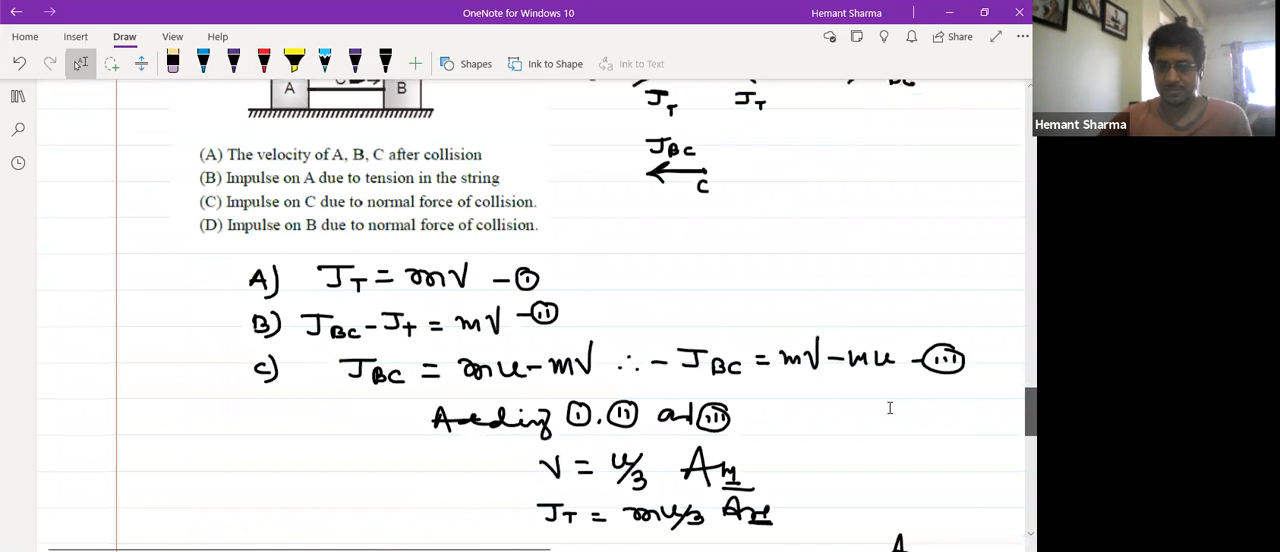 OneNote for Windows 10
Hemant Sharma
Home Insert Draw View Help
Share
Shapes
Ink to Shape
Ink to Text
A B
J_T J_T BC
J_BC
C
(A) The velocity of A, B, C after collision
(B) Impulse on A due to tension in the string
(C) Impulse on C due to normal force of collision.
(D) Impulse on B due to normal force of collision.
A) J_T = mV - (i)
B) J_BC - J_T = mV - (ii)
C) J_BC = mu - mV ∴ - J_BC = mV - mu - (iii)
Adding (i), (ii) and (iii)
V = u/3 Ans
J_T = mu/3 Ans
A
Hemant Sharma